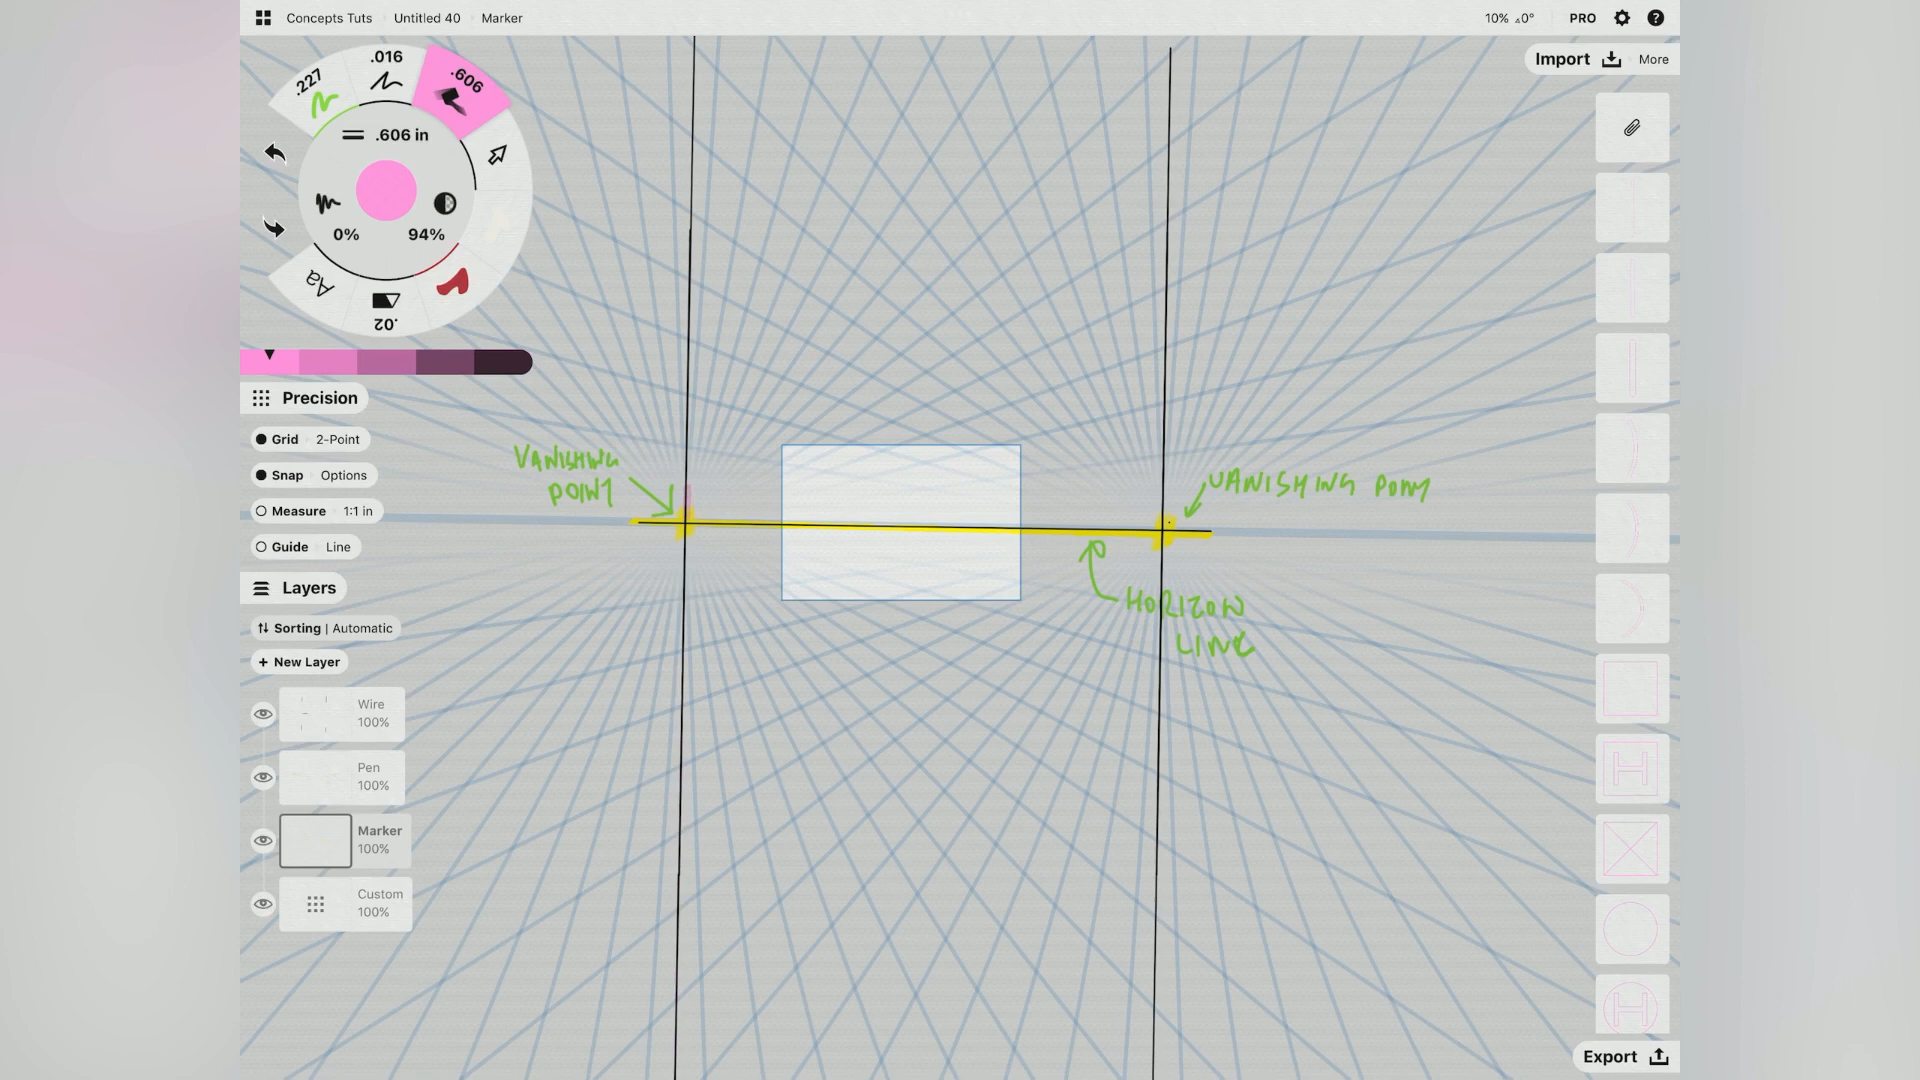 Concepts Tuts
Untitled 40
Marker
10% ⊿0°
PRO
?
Import
More
.227
.016
.606
.606 in
0%
94%
Aa
.02
Precision
Grid 2-Point
Snap Options
Measure 1:1 in
Guide Line
Layers
Sorting | Automatic
+ New Layer
Wire
100%
Pen
100%
Marker
100%
Custom
100%
VANISHING
POINT
VANISHING POINT
HORIZON
LINE
H
H
Export